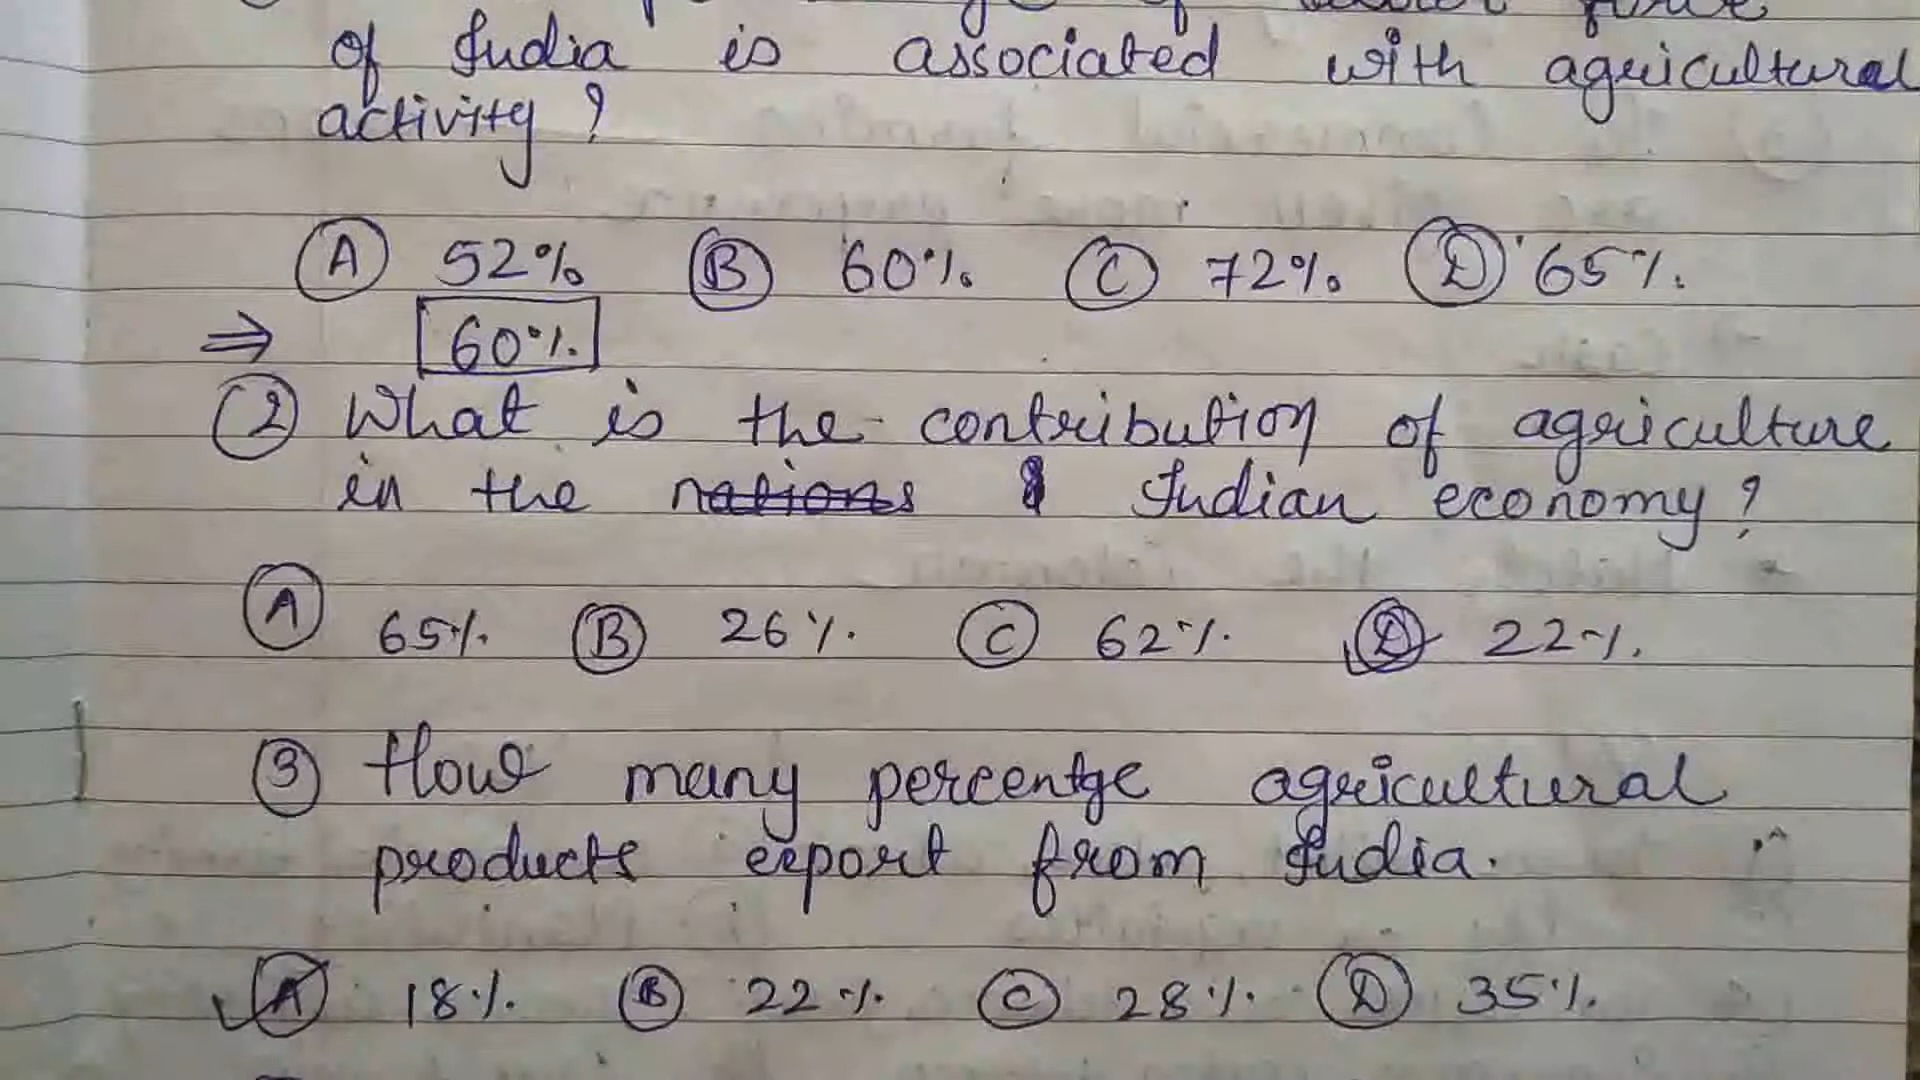 of India is associated with agricultural
activity ?
A 52% B 60% C 72% D 65%.
⇒ 60%.
2 What is the contribution of agriculture
in the nations Indian economy ?
A 65%. B 26%. C 62%. D 22%.
3 How many percentge agricultural
products export from India.
A 18%. B 22%. C 28%. D 35%.